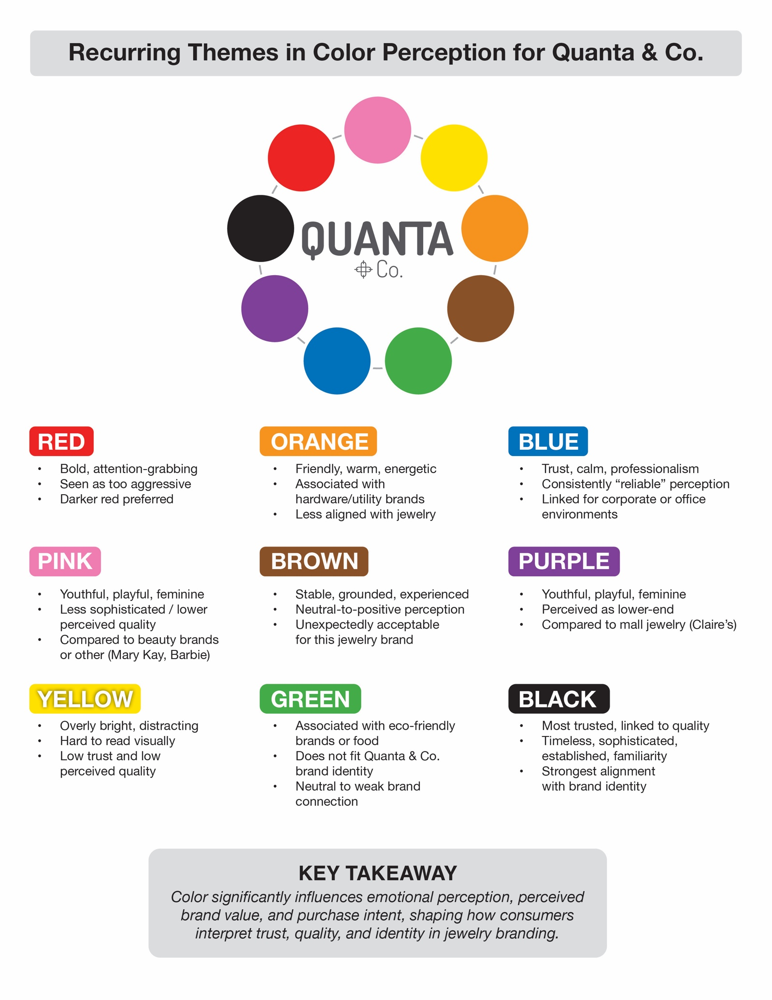 Recurring Themes in Color Perception for Quanta & Co.
QUANTA
Co.
RED
• Bold, attention-grabbing
• Seen as too aggressive
• Darker red preferred
ORANGE
• Friendly, warm, energetic
• Associated with
hardware/utility brands
• Less aligned with jewelry
BLUE
• Trust, calm, professionalism
• Consistently “reliable” perception
• Linked for corporate or office
environments
PINK
• Youthful, playful, feminine
• Less sophisticated / lower
perceived quality
• Compared to beauty brands
or other (Mary Kay, Barbie)
BROWN
• Stable, grounded, experienced
• Neutral-to-positive perception
• Unexpectedly acceptable
for this jewelry brand
PURPLE
• Youthful, playful, feminine
• Perceived as lower-end
• Compared to mall jewelry (Claire’s)
YELLOW
• Overly bright, distracting
• Hard to read visually
• Low trust and low
perceived quality
GREEN
• Associated with eco-friendly
brands or food
• Does not fit Quanta & Co.
brand identity
• Neutral to weak brand
connection
BLACK
• Most trusted, linked to quality
• Timeless, sophisticated,
established, familiarity
• Strongest alignment
with brand identity
KEY TAKEAWAY
Color significantly influences emotional perception, perceived
brand value, and purchase intent, shaping how consumers
interpret trust, quality, and identity in jewelry branding.